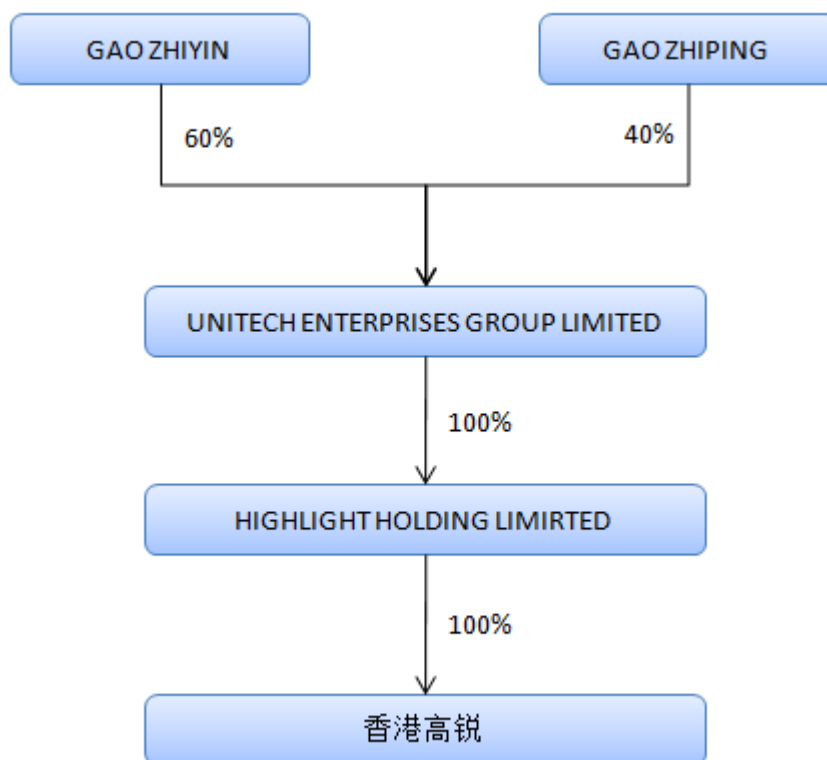 GAO ZHIYIN
GAO ZHIPING
60%
40%
UNITECH ENTERPRISES GROUP LIMITED
100%
HIGHLIGHT HOLDING LIMIRTED
100%
香港高锐